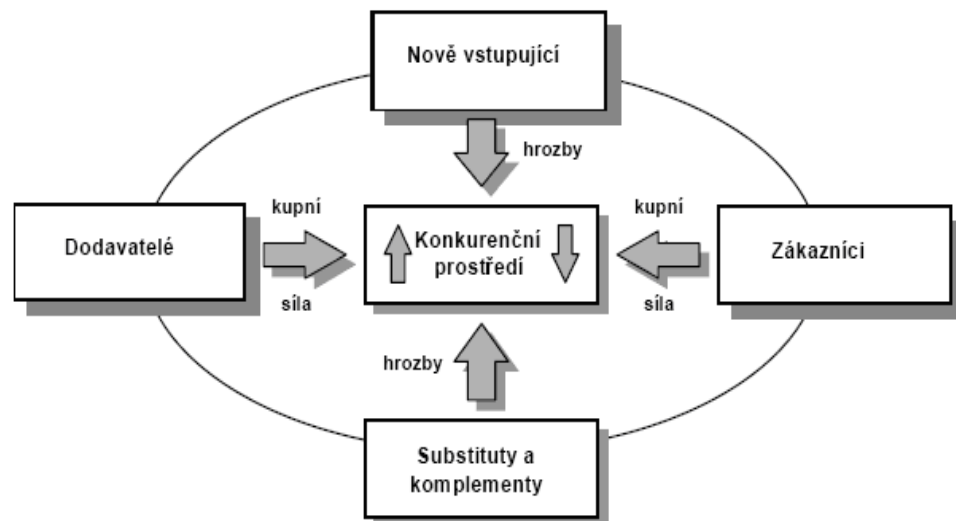 Nově vstupující
hrozby
kupní
Dodavatelé
síla
Konkurenční
prostředí
kupní
Zákazníci
síla
hrozby
Substituty a
komplementy